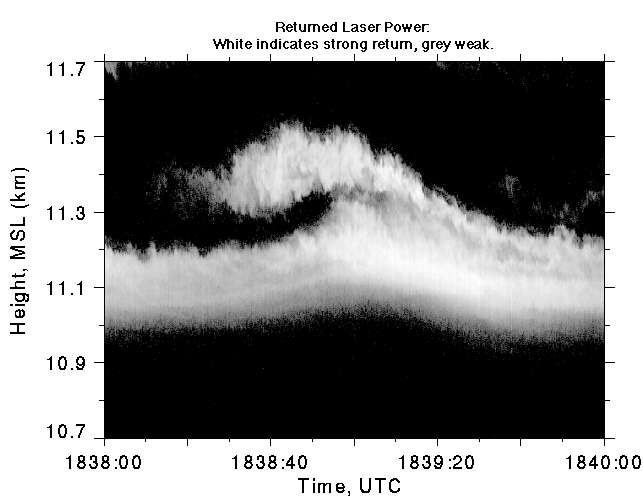 Returned Laser Power:
White indicates strong return, grey weak.
11.7
11.5
11.3
11.1
10.9
10.7
Height, MSL (km)
1838:00 1838:40 1839:20 1840:00
Time, UTC